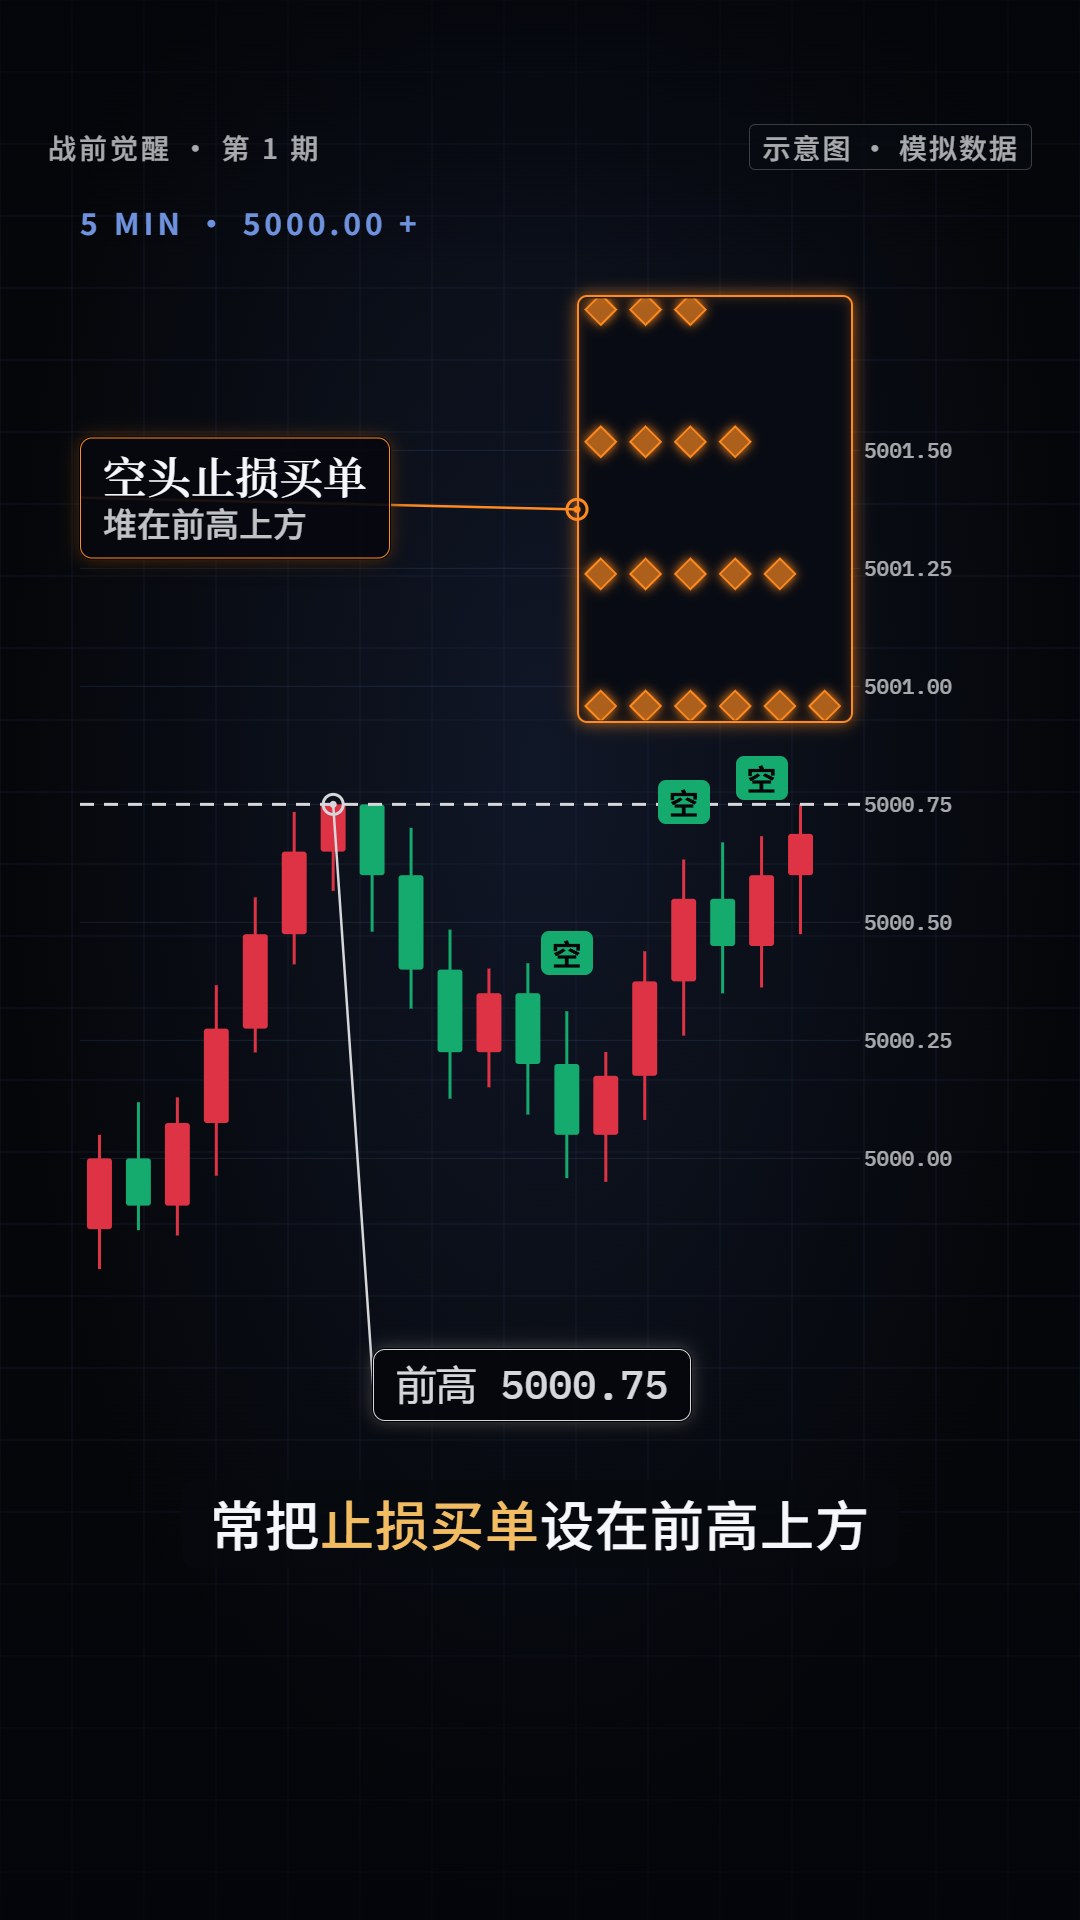 战前觉醒 · 第 1 期
示意图 · 模拟数据
5 MIN · 5000.00 +
空头止损买单
堆在前高上方
5001.50
5001.25
5001.00
空
空
5000.75
5000.50
空
5000.25
5000.00
前高 5000.75
常把止损买单设在前高上方